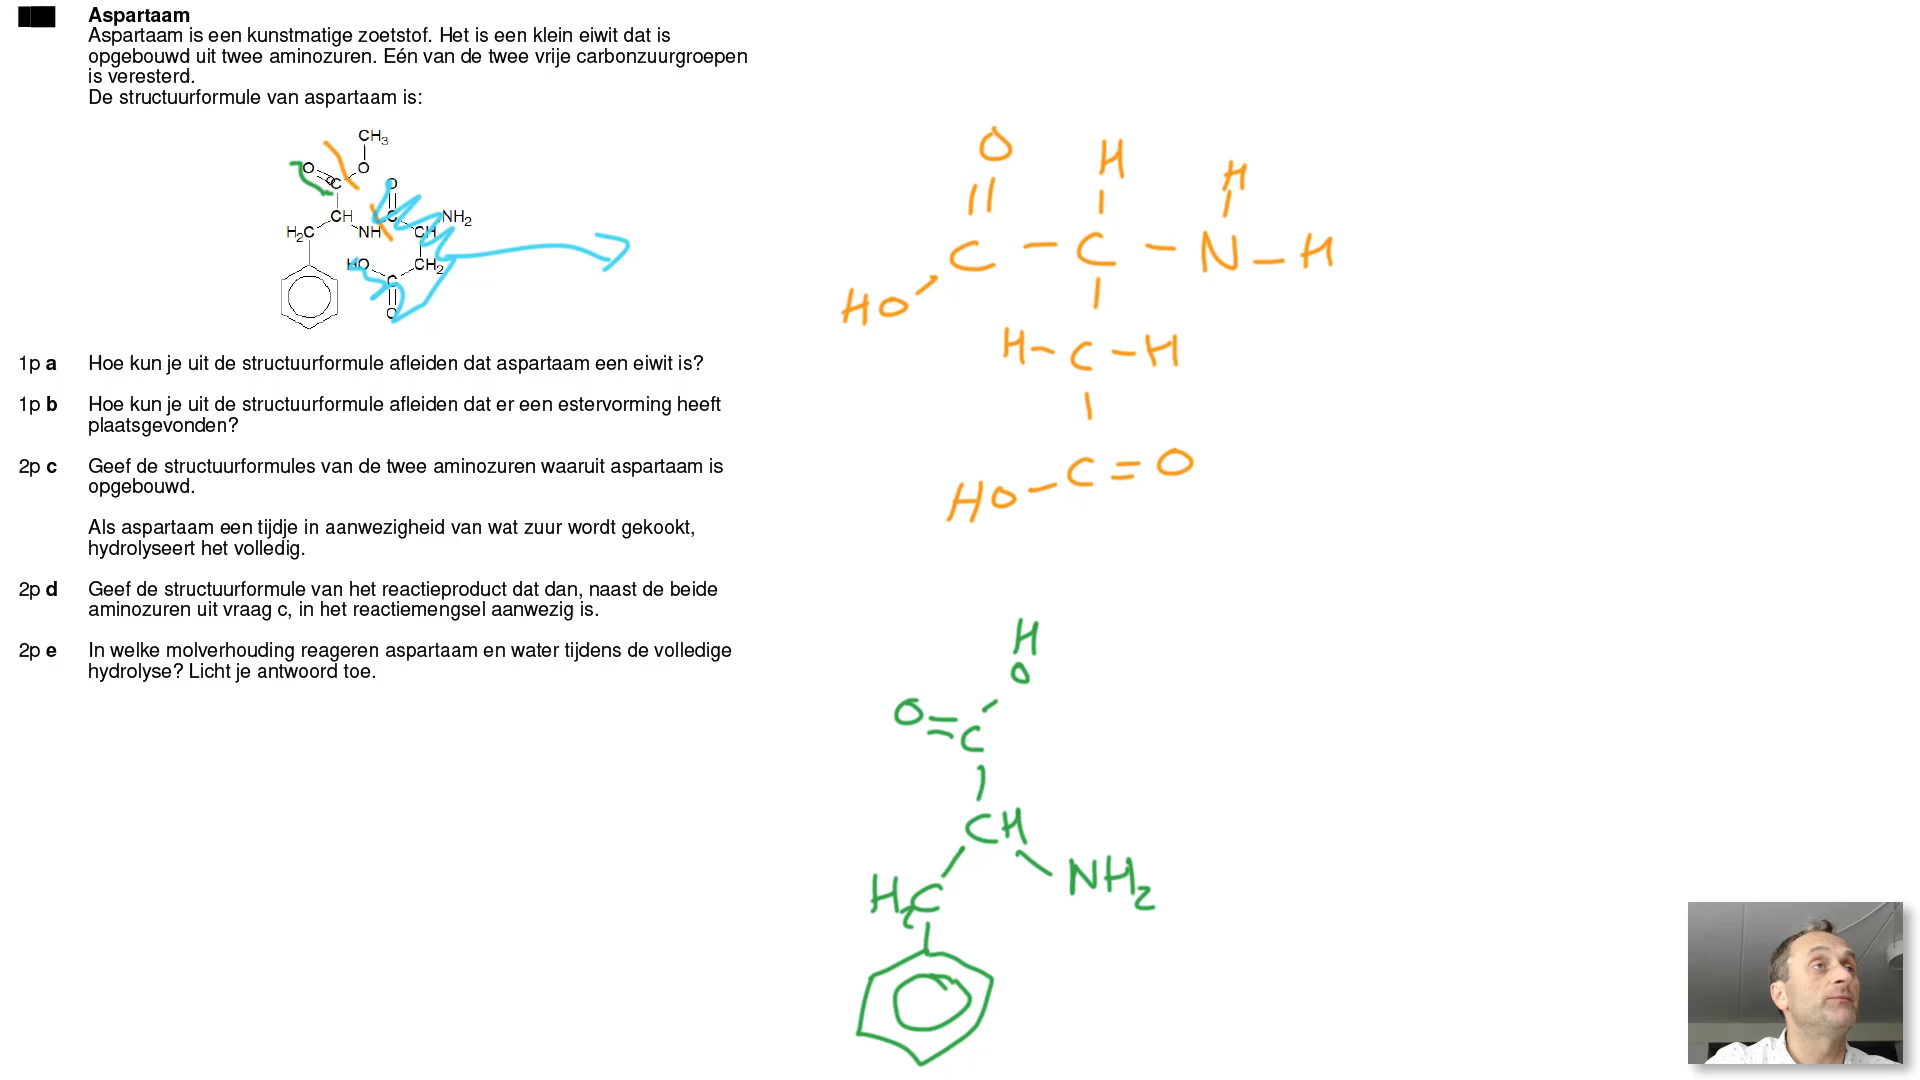 Aspartaam
Aspartaam is een kunstmatige zoetstof. Het is een klein eiwit dat is
opgebouwd uit twee aminozuren. Eén van de twee vrije carbonzuurgroepen
is veresterd.
De structuurformule van aspartaam is:
CH3
O O
C O
CH C NH2
H2C NH CH
HO CH2
C
O
1p a Hoe kun je uit de structuurformule afleiden dat aspartaam een eiwit is?
1p b Hoe kun je uit de structuurformule afleiden dat er een estervorming heeft
plaatsgevonden?
2p c Geef de structuurformules van de twee aminozuren waaruit aspartaam is
opgebouwd.
Als aspartaam een tijdje in aanwezigheid van wat zuur wordt gekookt,
hydrolyseert het volledig.
2p d Geef de structuurformule van het reactieproduct dat dan, naast de beide
aminozuren uit vraag c, in het reactiemengsel aanwezig is.
2p e In welke molverhouding reageren aspartaam en water tijdens de volledige
hydrolyse? Licht je antwoord toe.
O H H
C - C - N - H
HO
H - C - H
HO - C = O
H
O
O = C
CH
H2C NH2